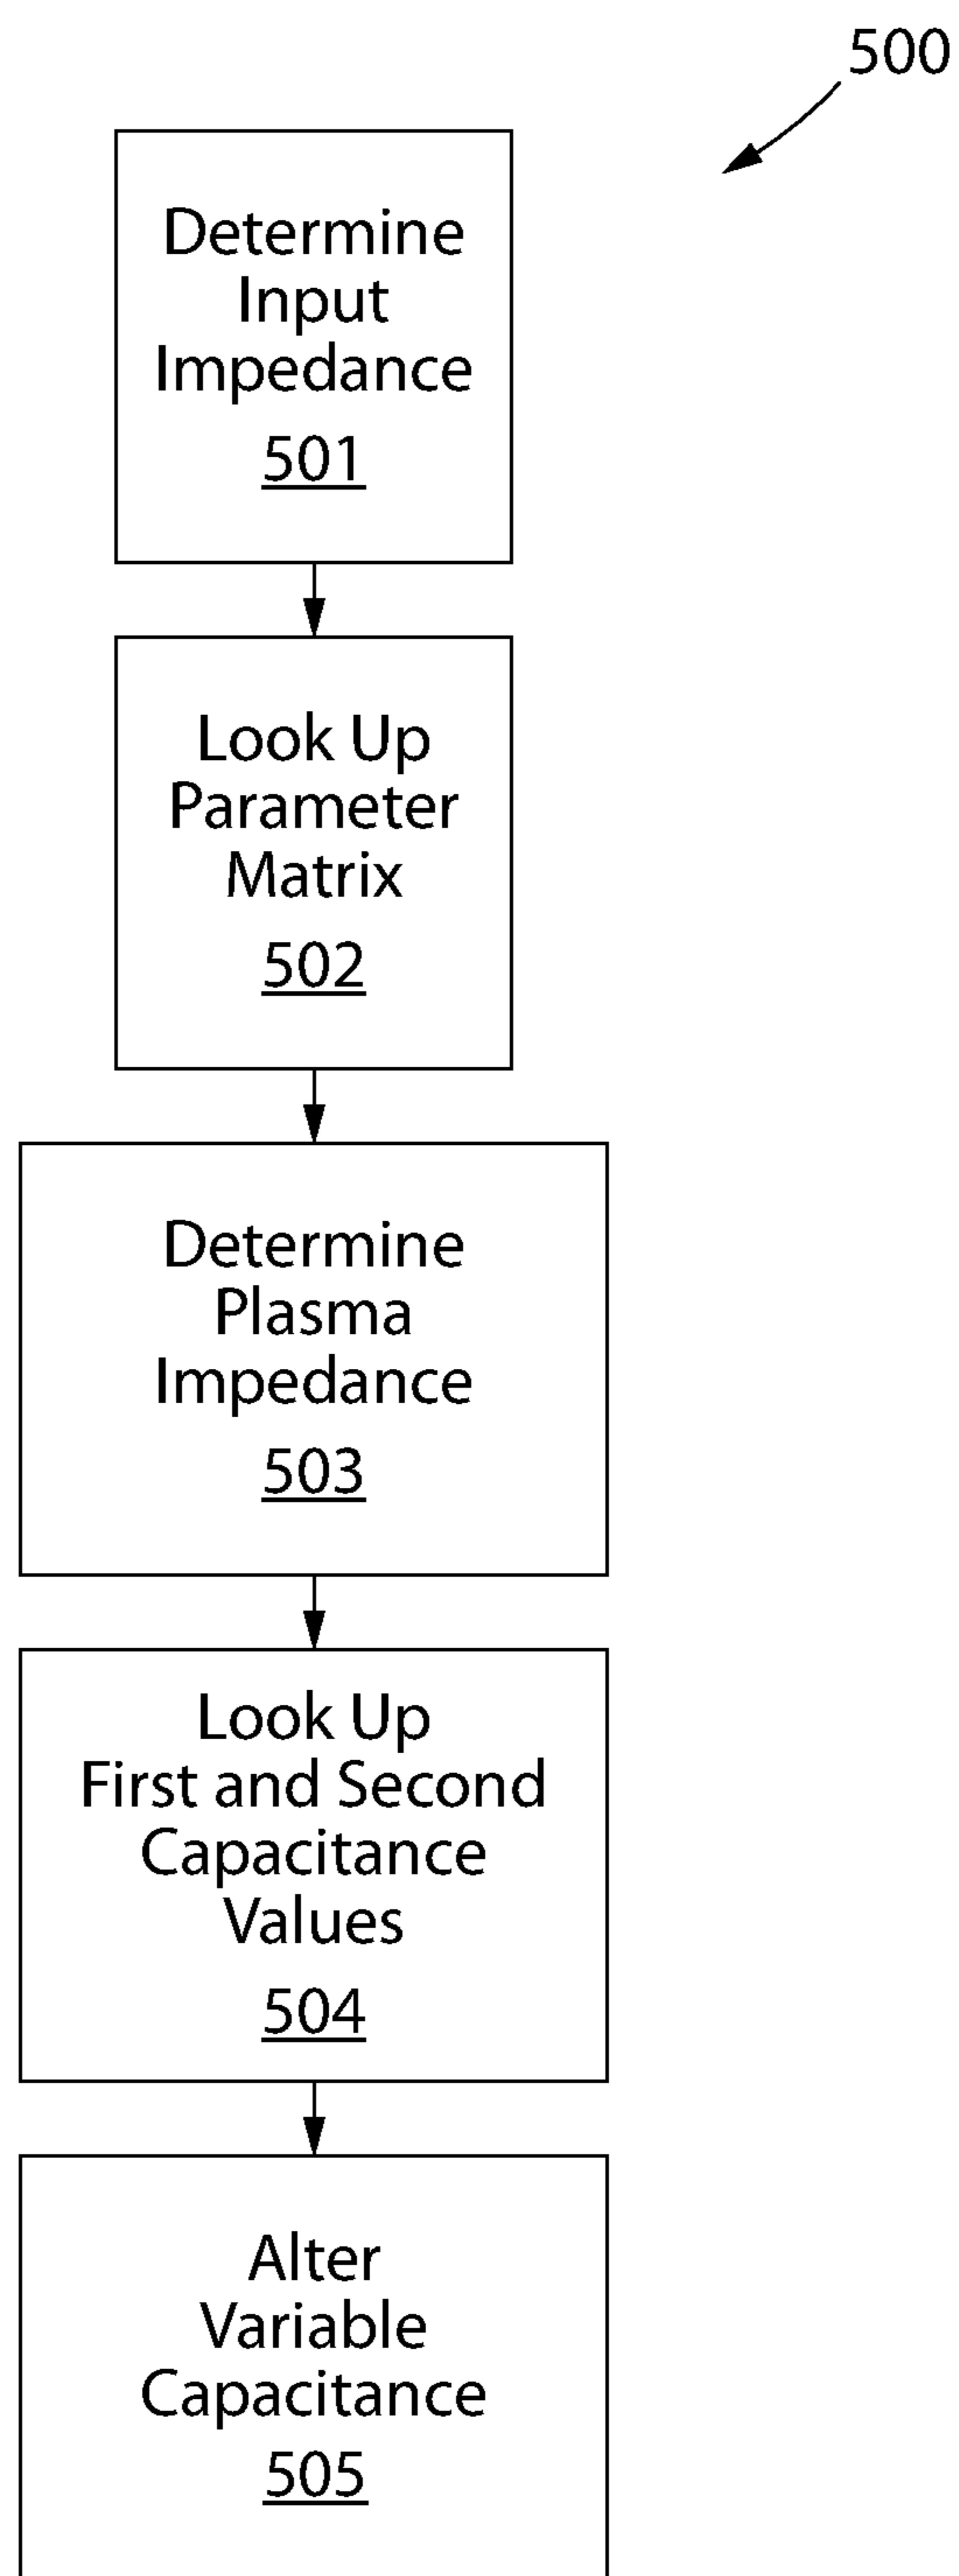 500
Determine
Input
Impedance
501
Look Up
Parameter
Matrix
502
Determine
Plasma
Impedance
503
Look Up
First and Second
Capacitance
Values
504
Alter
Variable
Capacitance
505